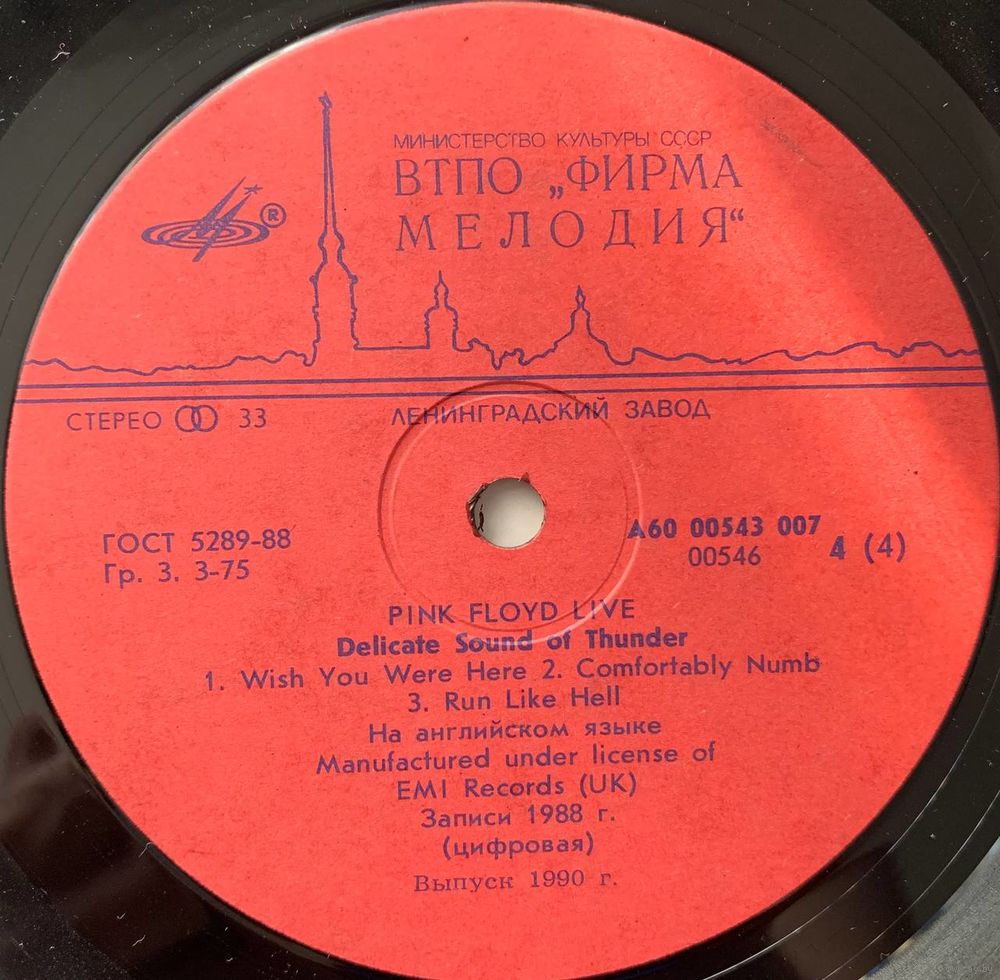 МИНИСТЕРСТВО КУЛЬТУРЫ СССР
ВТПО „ФИРМА
МЕЛОДИЯ“
®
СТЕРЕО 33
ЛЕНИНГРАДСКИЙ ЗАВОД
ГОСТ 5289-88
Гр. 3. 3-75
А60 00543 007
00546
4 (4)
PINK FLOYD LIVE
Delicate Sound of Thunder
1. Wish You Were Here 2. Comfortably Numb
3. Run Like Hell
На английском языке
Manufactured under license of
EMI Records (UK)
Записи 1988 г.
(цифровая)
Выпуск 1990 г.